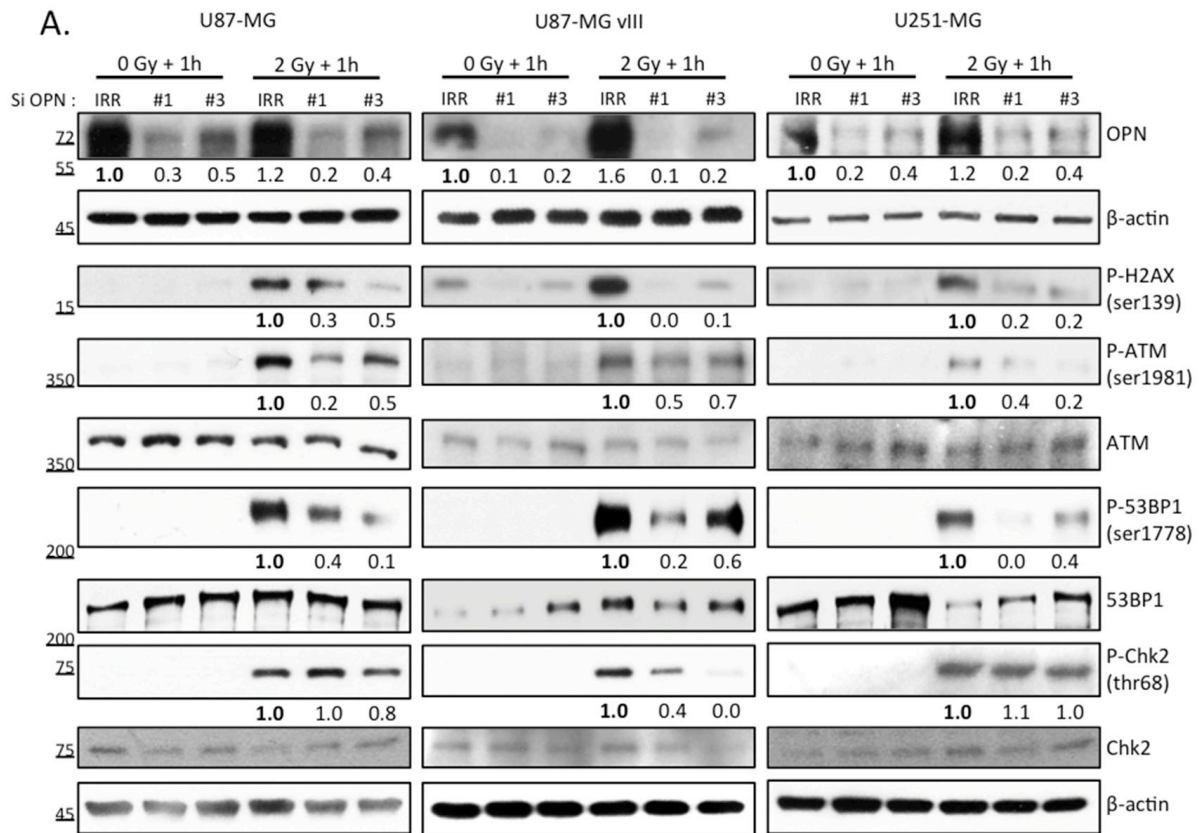 A.
U87-MG U87-MG vIII U251-MG
0 Gy + 1h 2 Gy + 1h 0 Gy + 1h 2 Gy + 1h 0 Gy + 1h 2 Gy + 1h
Si OPN : IRR #1 #3 IRR #1 #3 IRR #1 #3 IRR #1 #3 IRR #1 #3 IRR #1 #3
72 OPN
55
1.0 0.3 0.5 1.2 0.2 0.4 1.0 0.1 0.2 1.6 0.1 0.2 1.0 0.2 0.4 1.2 0.2 0.4
β-actin
45
P-H2AX
15 (ser139)
1.0 0.3 0.5 1.0 0.0 0.1 1.0 0.2 0.2
P-ATM
350 (ser1981)
1.0 0.2 0.5 1.0 0.5 0.7 1.0 0.4 0.2
ATM
350
P-53BP1
(ser1778)
200
1.0 0.4 0.1 1.0 0.2 0.6 1.0 0.0 0.4
53BP1
200
75 P-Chk2
(thr68)
1.0 1.0 0.8 1.0 0.4 0.0 1.0 1.1 1.0
75 Chk2
45 β-actin